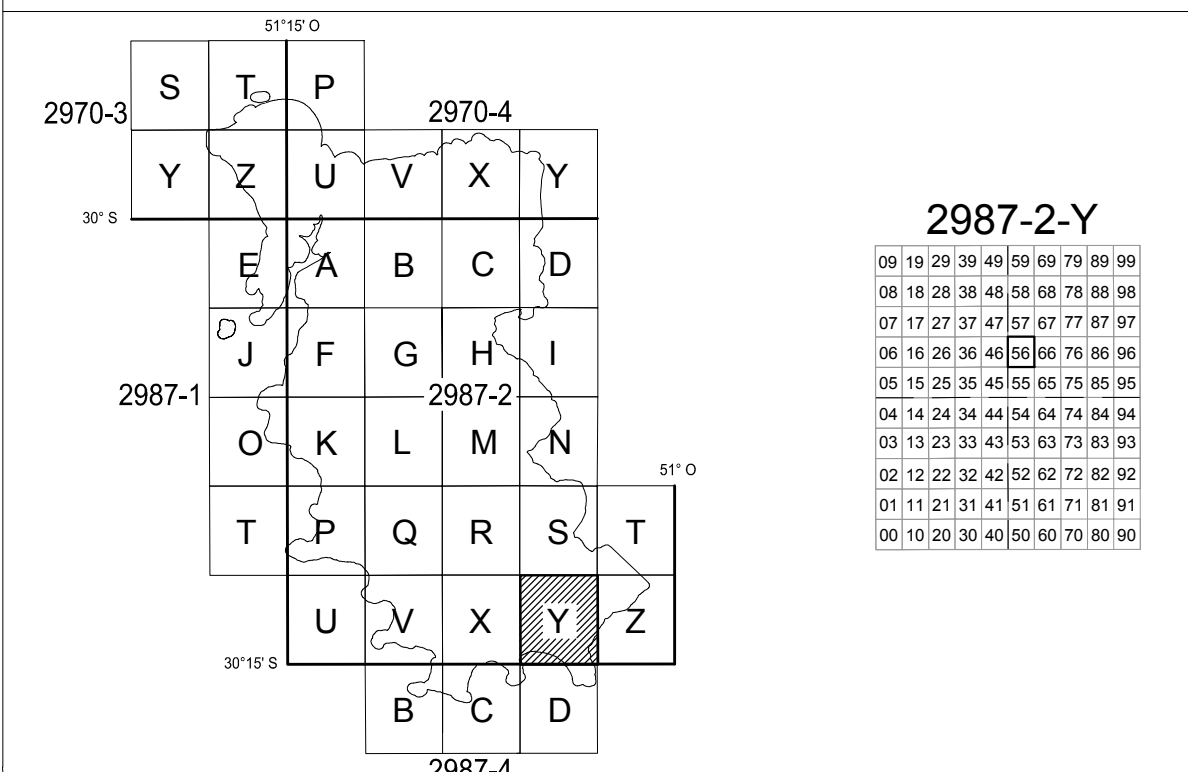 51°15' O
S T P
2970-3 2970-4
Y Z U V X Y
30° S
E A B C D
J F G H I
2987-1 2987-2
O K L M N
51° O
T P Q R S T
U V X Y Z
30°15' S
B C D
2987-4
2987-2-Y
09 19 29 39 49 59 69 79 89 99
08 18 28 38 48 58 68 78 88 98
07 17 27 37 47 57 67 77 87 97
06 16 26 36 46 56 66 76 86 96
05 15 25 35 45 55 65 75 85 95
04 14 24 34 44 54 64 74 84 94
03 13 23 33 43 53 63 73 83 93
02 12 22 32 42 52 62 72 82 92
01 11 21 31 41 51 61 71 81 91
00 10 20 30 40 50 60 70 80 90